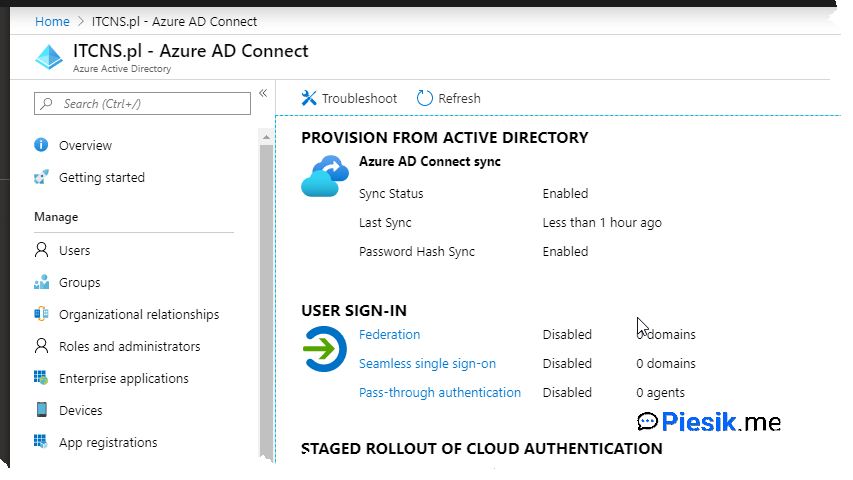 Home > ITCNS.pl - Azure AD Connect
ITCNS.pl - Azure AD Connect
Azure Active Directory
Search (Ctrl+/)
«
Overview
Getting started
Manage
Users
Groups
Organizational relationships
Roles and administrators
Enterprise applications
Devices
App registrations
Troubleshoot Refresh
PROVISION FROM ACTIVE DIRECTORY
Azure AD Connect sync
Sync Status Enabled
Last Sync Less than 1 hour ago
Password Hash Sync Enabled
USER SIGN-IN
Federation Disabled 0 domains
Seamless single sign-on Disabled 0 domains
Pass-through authentication Disabled 0 agents
Piesik.me
STAGED ROLLOUT OF CLOUD AUTHENTICATION